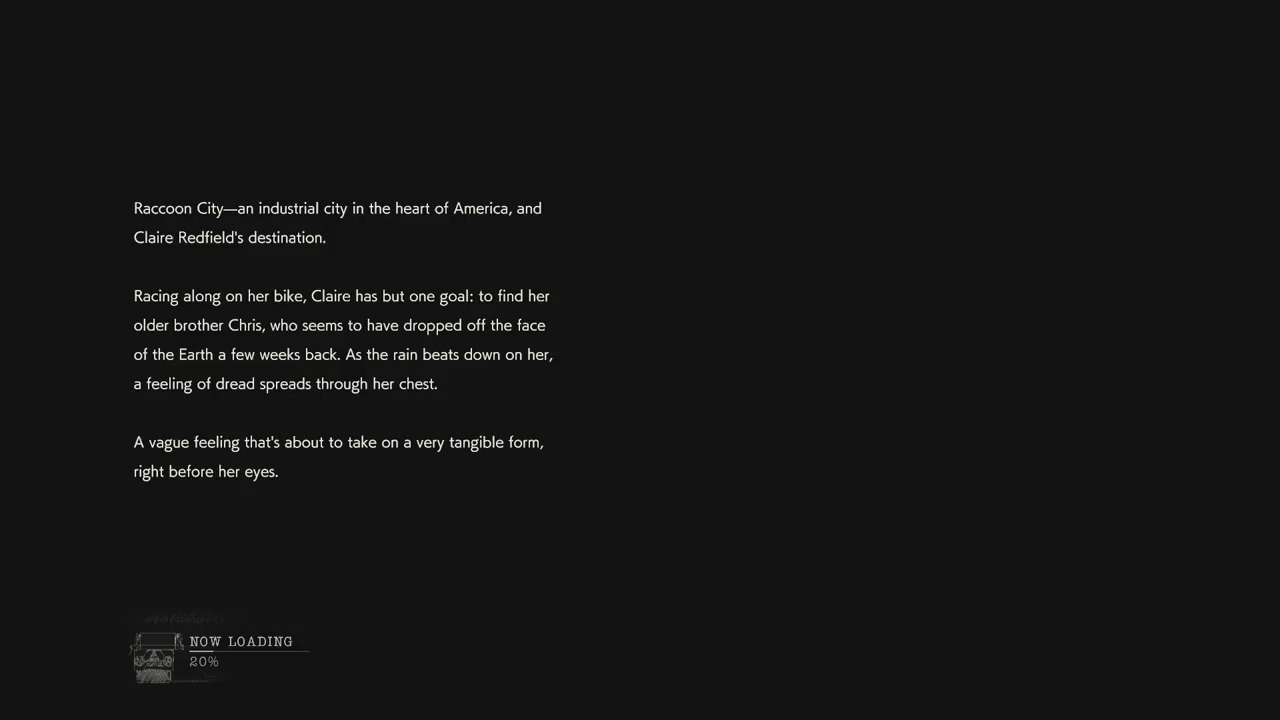 Raccoon City—an industrial city in the heart of America, and
Claire Redfield's destination.
Racing along on her bike, Claire has but one goal: to find her
older brother Chris, who seems to have dropped off the face
of the Earth a few weeks back. As the rain beats down on her,
a feeling of dread spreads through her chest.
A vague feeling that's about to take on a very tangible form,
right before her eyes.
NOW LOADING
20%